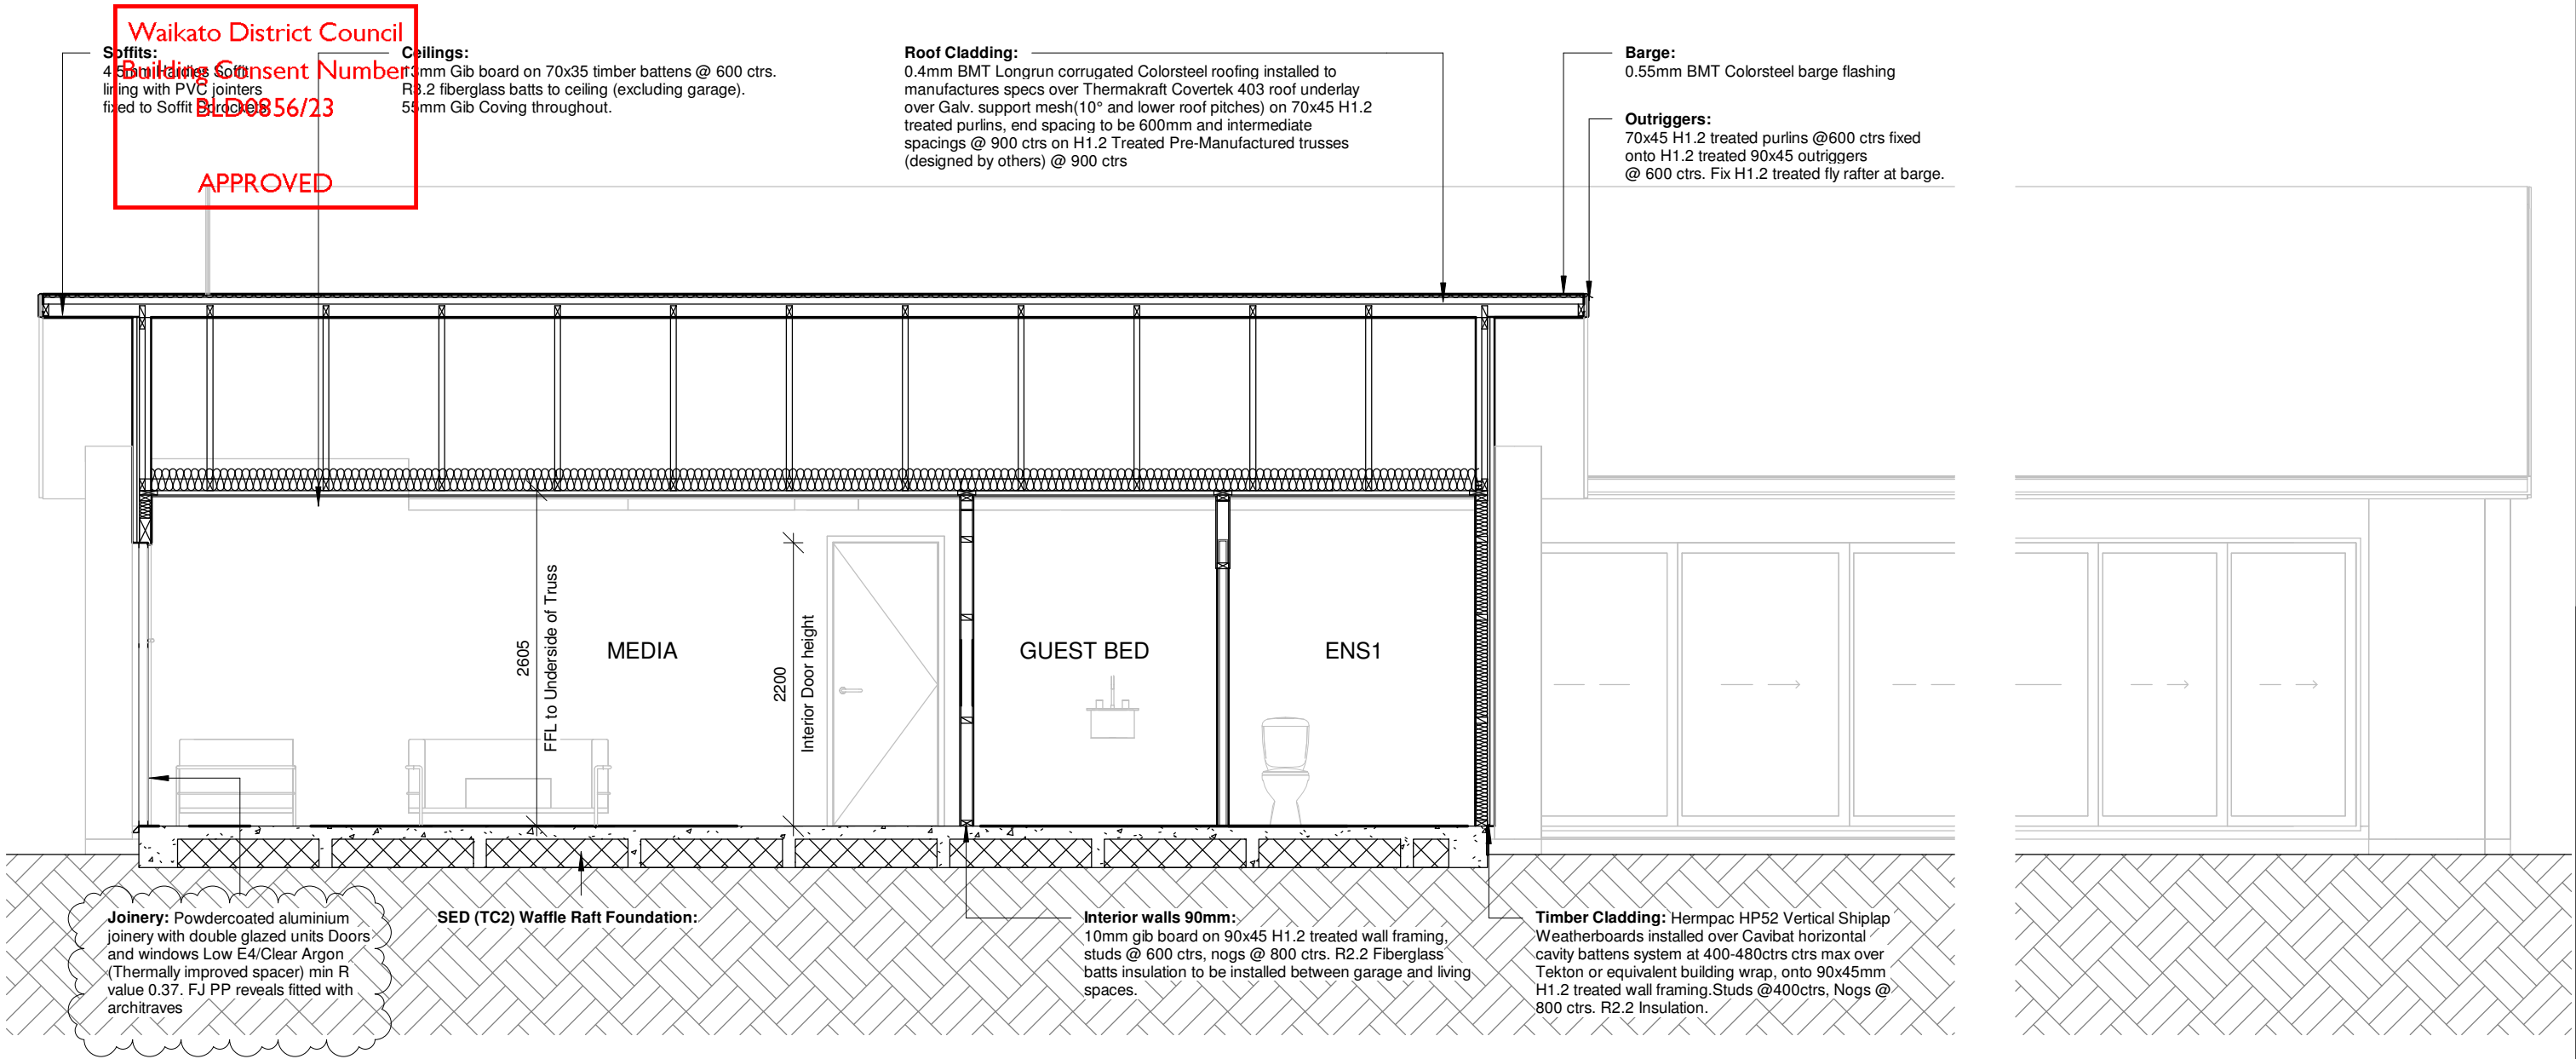 Waikato District Council
Building Consent Number
BLD0856/23
APPROVED
Soffits:
4.5mm Hardies Soffit
lining with PVC jointers
fixed to Soffit Sprockets
Ceilings:
13mm Gib board on 70x35 timber battens @ 600 ctrs.
R3.2 fiberglass batts to ceiling (excluding garage).
55mm Gib Coving throughout.
Roof Cladding:
0.4mm BMT Longrun corrugated Colorsteel roofing installed to
manufactures specs over Thermakraft Covertek 403 roof underlay
over Galv. support mesh(10° and lower roof pitches) on 70x45 H1.2
treated purlins, end spacing to be 600mm and intermediate
spacings @ 900 ctrs on H1.2 Treated Pre-Manufactured trusses
(designed by others) @ 900 ctrs
Barge:
0.55mm BMT Colorsteel barge flashing
Outriggers:
70x45 H1.2 treated purlins @600 ctrs fixed
onto H1.2 treated 90x45 outriggers
@ 600 ctrs. Fix H1.2 treated fly rafter at barge.
2605
FFL to Underside of Truss
MEDIA
2200
Interior Door height
GUEST BED
ENS1
Joinery: Powdercoated aluminium
joinery with double glazed units Doors
and windows Low E4/Clear Argon
(Thermally improved spacer) min R
value 0.37. FJ PP reveals fitted with
architraves
SED (TC2) Waffle Raft Foundation:
Interior walls 90mm:
10mm gib board on 90x45 H1.2 treated wall framing,
studs @ 600 ctrs, nogs @ 800 ctrs. R2.2 Fiberglass
batts insulation to be installed between garage and living
spaces.
Timber Cladding: Hermpac HP52 Vertical Shiplap
Weatherboards installed over Cavibat horizontal
cavity battens system at 400-480ctrs ctrs max over
Tekton or equivalent building wrap, onto 90x45mm
H1.2 treated wall framing.Studs @400ctrs, Nogs @
800 ctrs. R2.2 Insulation.